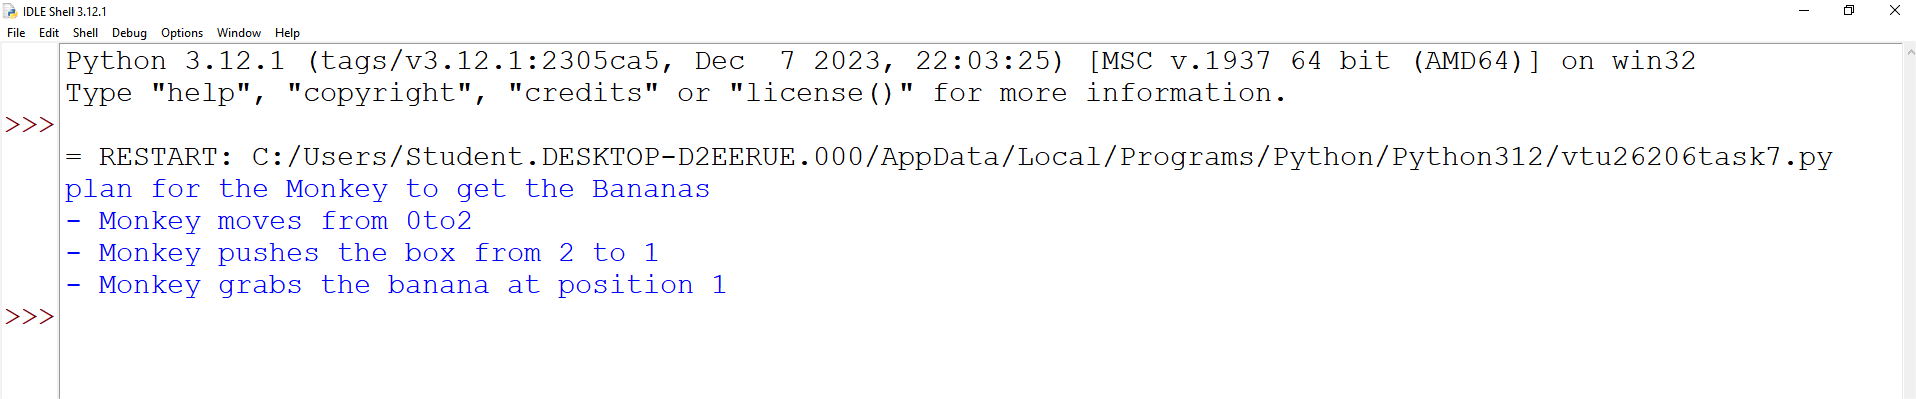 IDLE Shell 3.12.1
File Edit Shell Debug Options Window Help
Python 3.12.1 (tags/v3.12.1:2305ca5, Dec  7 2023, 22:03:25) [MSC v.1937 64 bit (AMD64)] on win32
Type "help", "copyright", "credits" or "license()" for more information.
>>>
= RESTART: C:/Users/Student.DESKTOP-D2EERUE.000/AppData/Local/Programs/Python/Python312/vtu26206task7.py
plan for the Monkey to get the Bananas
- Monkey moves from 0to2
- Monkey pushes the box from 2 to 1
- Monkey grabs the banana at position 1
>>>